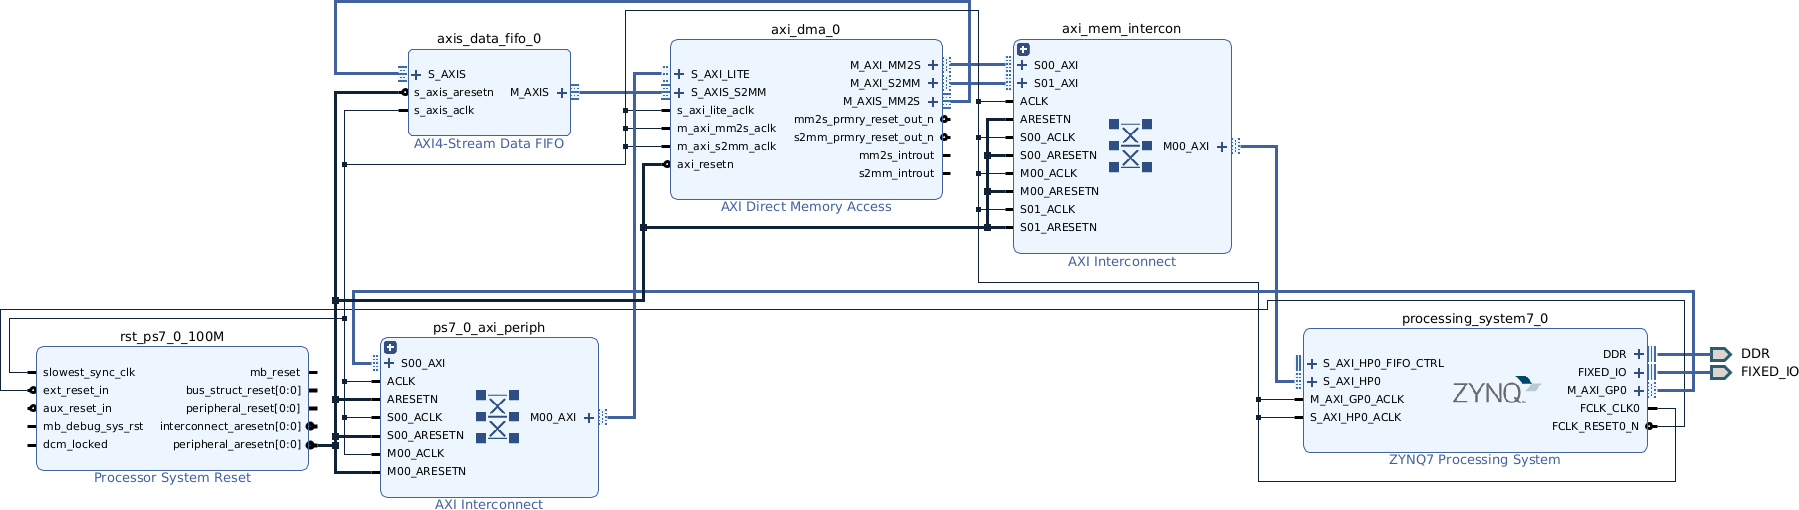 axis_data_fifo_0
S_AXIS
s_axis_aresetn
s_axis_aclk
M_AXIS
AXI4-Stream Data FIFO
axi_dma_0
S_AXI_LITE
S_AXIS_S2MM
s_axi_lite_aclk
m_axi_mm2s_aclk
m_axi_s2mm_aclk
axi_resetn
M_AXI_MM2S
M_AXI_S2MM
M_AXIS_MM2S
mm2s_prmry_reset_out_n
s2mm_prmry_reset_out_n
mm2s_introut
s2mm_introut
AXI Direct Memory Access
axi_mem_intercon
S00_AXI
S01_AXI
ACLK
ARESETN
S00_ACLK
S00_ARESETN
M00_ACLK
M00_ARESETN
S01_ACLK
S01_ARESETN
M00_AXI
AXI Interconnect
rst_ps7_0_100M
slowest_sync_clk
ext_reset_in
aux_reset_in
mb_debug_sys_rst
dcm_locked
mb_reset
bus_struct_reset[0:0]
peripheral_reset[0:0]
interconnect_aresetn[0:0]
peripheral_aresetn[0:0]
Processor System Reset
ps7_0_axi_periph
S00_AXI
ACLK
ARESETN
S00_ACLK
S00_ARESETN
M00_ACLK
M00_ARESETN
M00_AXI
AXI Interconnect
processing_system7_0
S_AXI_HP0_FIFO_CTRL
S_AXI_HP0
M_AXI_GP0_ACLK
S_AXI_HP0_ACLK
ZYNQ
DDR
FIXED_IO
M_AXI_GP0
FCLK_CLK0
FCLK_RESET0_N
ZYNQ7 Processing System
DDR
FIXED_IO